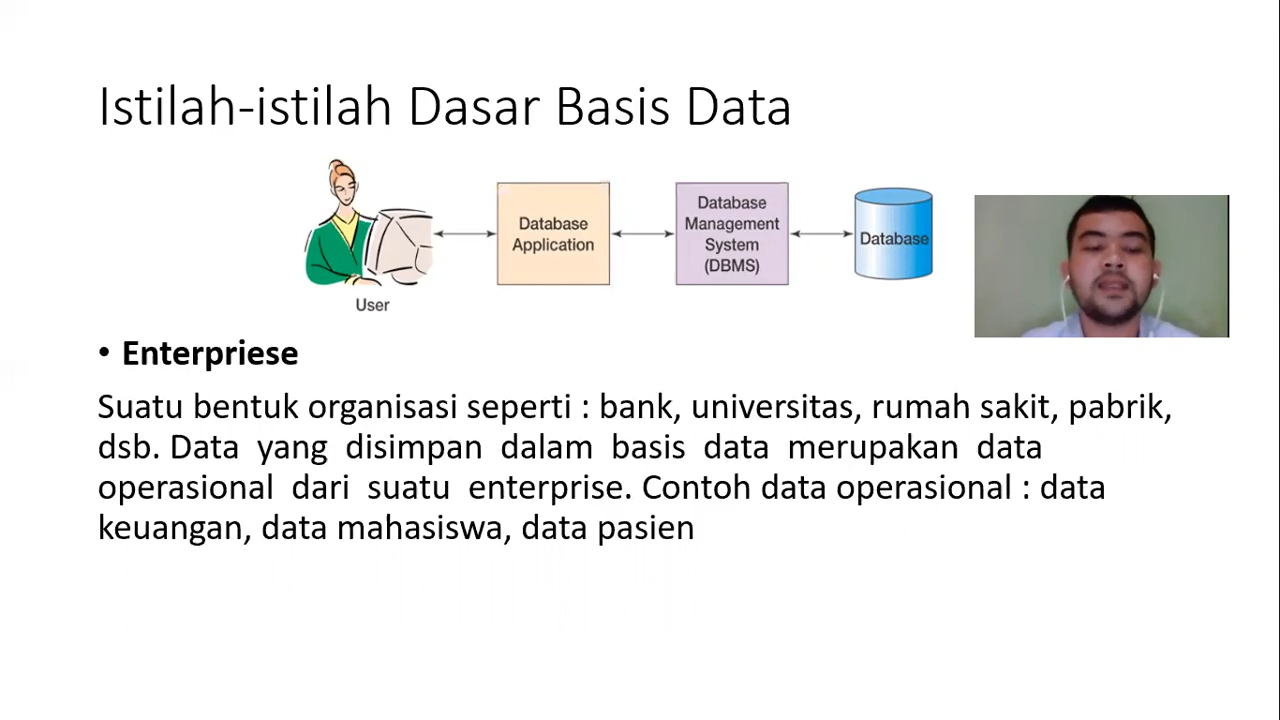 Istilah-istilah Dasar Basis Data
Database
Application
Database
Management
System
(DBMS)
Database
User
• Enterpriese
Suatu bentuk organisasi seperti : bank, universitas, rumah sakit, pabrik,
dsb. Data yang disimpan dalam basis data merupakan data
operasional dari suatu enterprise. Contoh data operasional : data
keuangan, data mahasiswa, data pasien